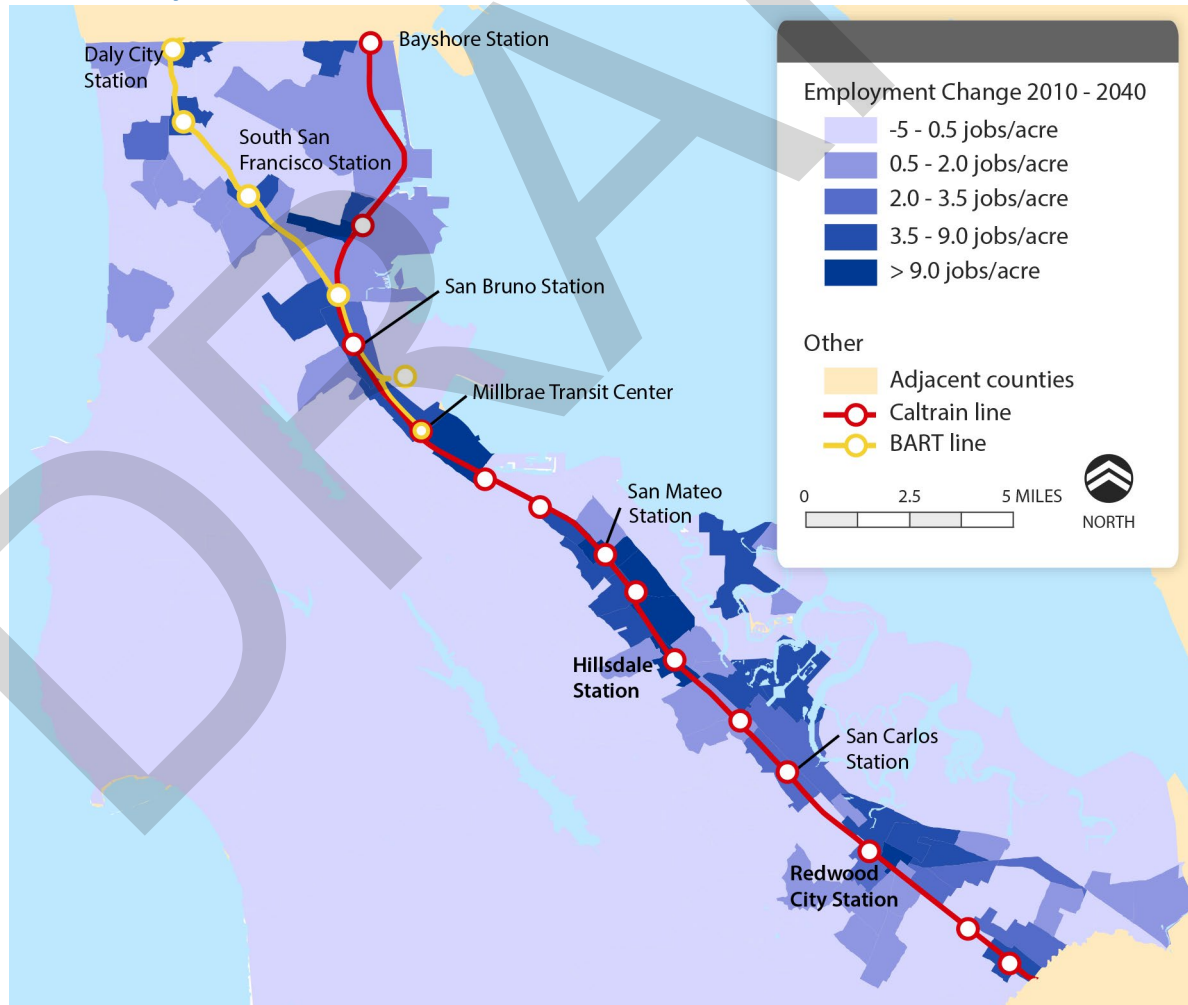 Daly City
Station
Bayshore Station
South San
Francisco Station
San Bruno Station
Millbrae Transit Center
San Mateo
Station
Hillsdale
Station
San Carlos
Station
Redwood
City Station
Employment Change 2010 - 2040
-5 - 0.5 jobs/acre
0.5 - 2.0 jobs/acre
2.0 - 3.5 jobs/acre
3.5 - 9.0 jobs/acre
> 9.0 jobs/acre
Other
Adjacent counties
Caltrain line
BART line
0 2.5 5 MILES
NORTH
DRA